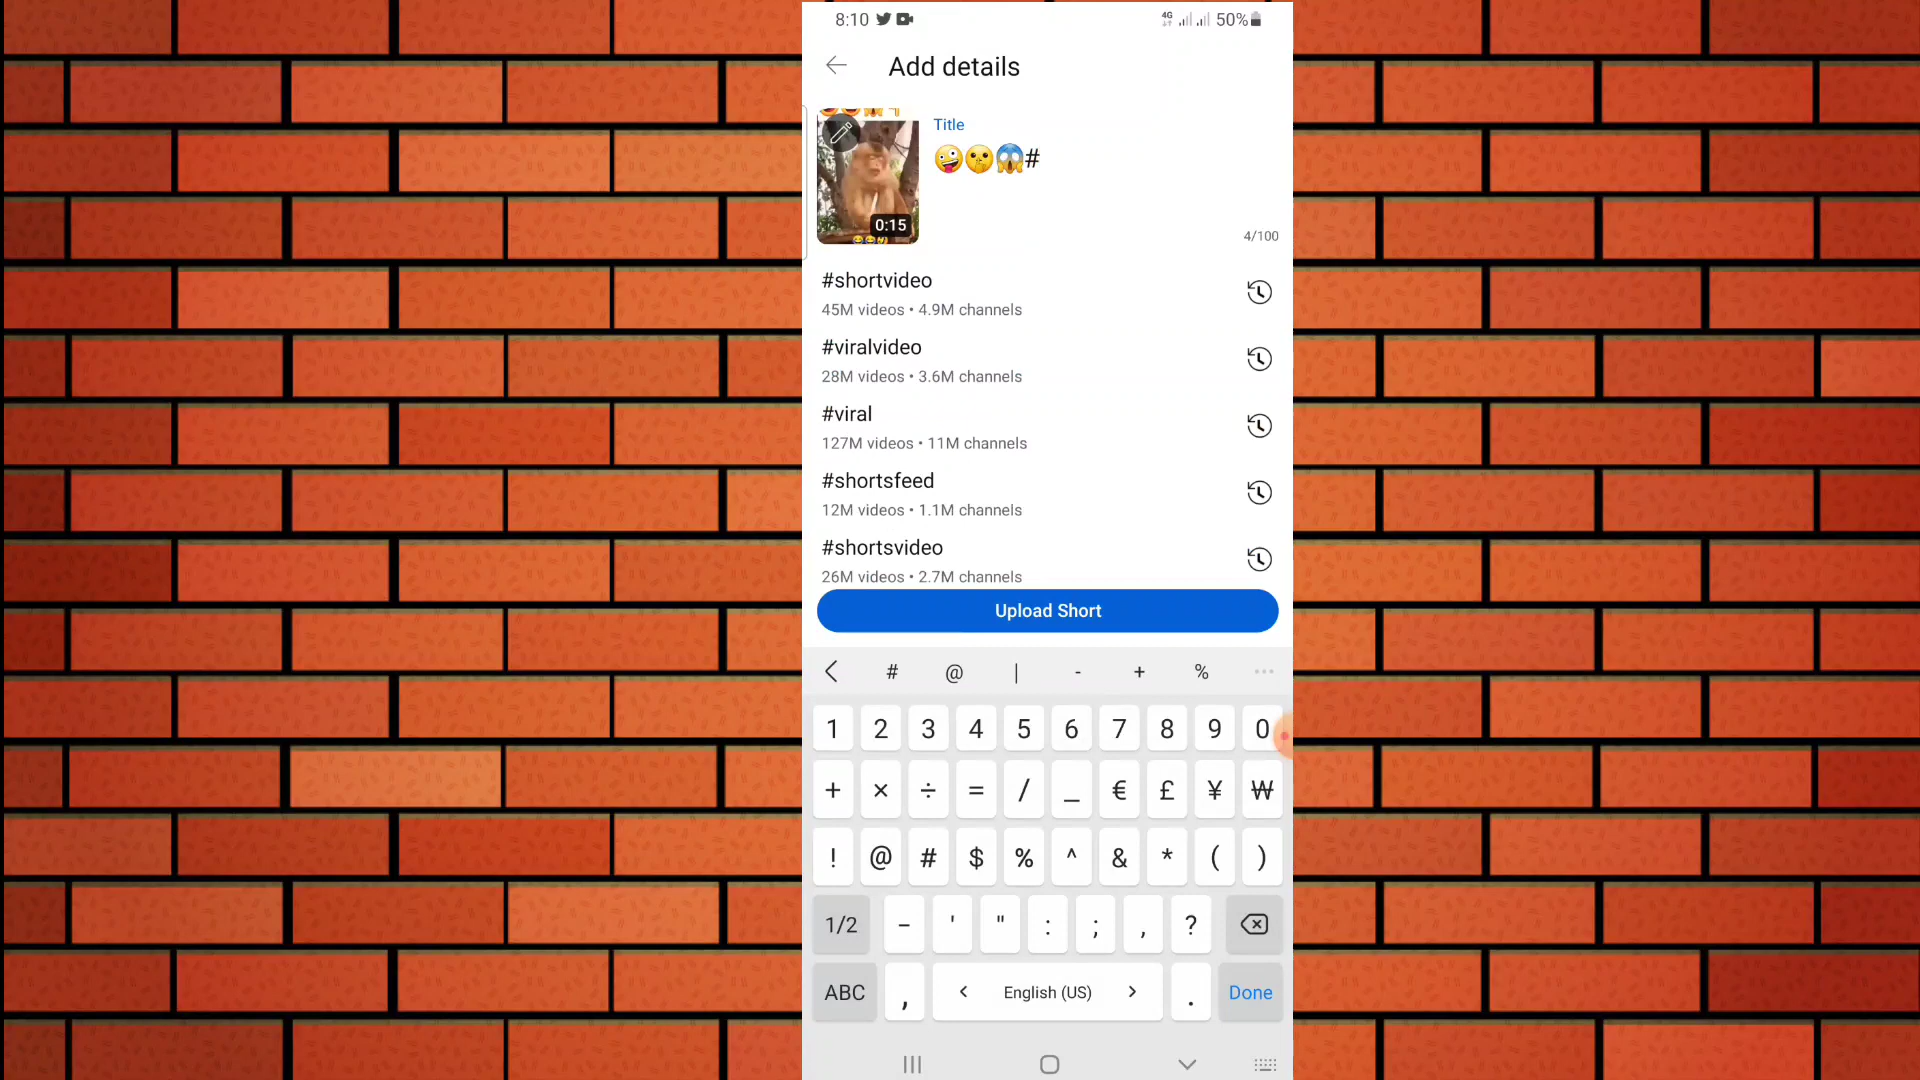 8:10 4G 50%
Add details
Title
🤪🤫😱#
0:15
4/100
#shortvideo
45M videos • 4.9M channels
#viralvideo
28M videos • 3.6M channels
#viral
127M videos • 11M channels
#shortsfeed
12M videos • 1.1M channels
#shortsvideo
26M videos • 2.7M channels
Upload Short
# @ | - + %
1 2 3 4 5 6 7 8 9 0
+ × ÷ = / _ € £ ¥ ₩
! @ # $ % ^ & * ( )
1/2 - ' " : ; , ?
ABC , < English (US) > . Done